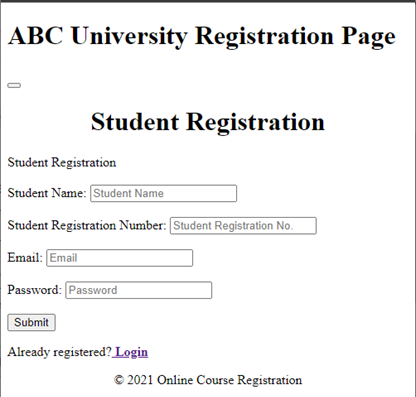 ABC University Registration Page
Student Registration
Student Registration
Student Name: Student Name
Student Registration Number: Student Registration No.
Email: Email
Password: Password
Submit
Already registered? Login
© 2021 Online Course Registration